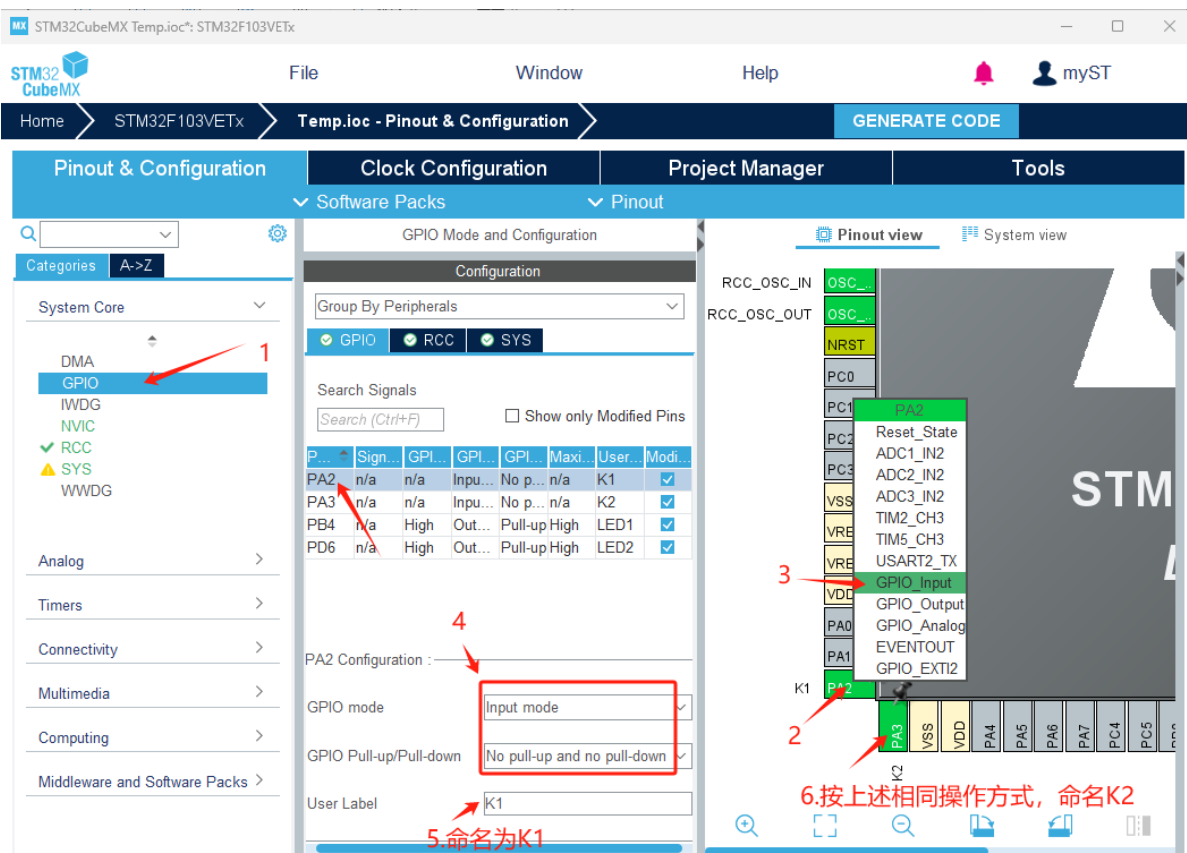 MX STM32CubeMX Temp.ioc*: STM32F103VETx
STM32 CubeMX
File Window Help myST
Home STM32F103VETx Temp.ioc - Pinout & Configuration GENERATE CODE
Pinout & Configuration Clock Configuration Project Manager Tools
Software Packs Pinout
GPIO Mode and Configuration
Pinout view System view
Categories A->Z
Configuration
System Core
Group By Peripherals
GPIO RCC SYS
1
DMA
GPIO
IWDG
NVIC
RCC
SYS
WWDG
Search Signals
Search (Ctrl+F) Show only Modified Pins
P... Sign... GPI... GPI... GPI... Maxi... User... Modi...
PA2 n/a n/a Inpu... No p... n/a K1
PA3 n/a n/a Inpu... No p... n/a K2
PB4 n/a High Out... Pull-up High LED1
PD6 n/a High Out... Pull-up High LED2
Analog
Timers
Connectivity
Multimedia
Computing
Middleware and Software Packs
4
PA2 Configuration :
GPIO mode Input mode
GPIO Pull-up/Pull-down No pull-up and no pull-down
User Label K1
5.命名为K1
RCC_OSC_IN OSC_..
RCC_OSC_OUT OSC_..
NRST
PC0
PC1
PC2
PC3
VSS
VRE
VRE
VDD
PA0
PA1
K1 PA2
PA2
Reset_State
ADC1_IN2
ADC2_IN2
ADC3_IN2
TIM2_CH3
TIM5_CH3
USART2_TX
GPIO_Input
GPIO_Output
GPIO_Analog
EVENTOUT
GPIO_EXTI2
STM
3
2
PA3 VSS VDD PA4 PA5 PA6 PA7 PC4 PC5
K2
6.按上述相同操作方式，命名K2